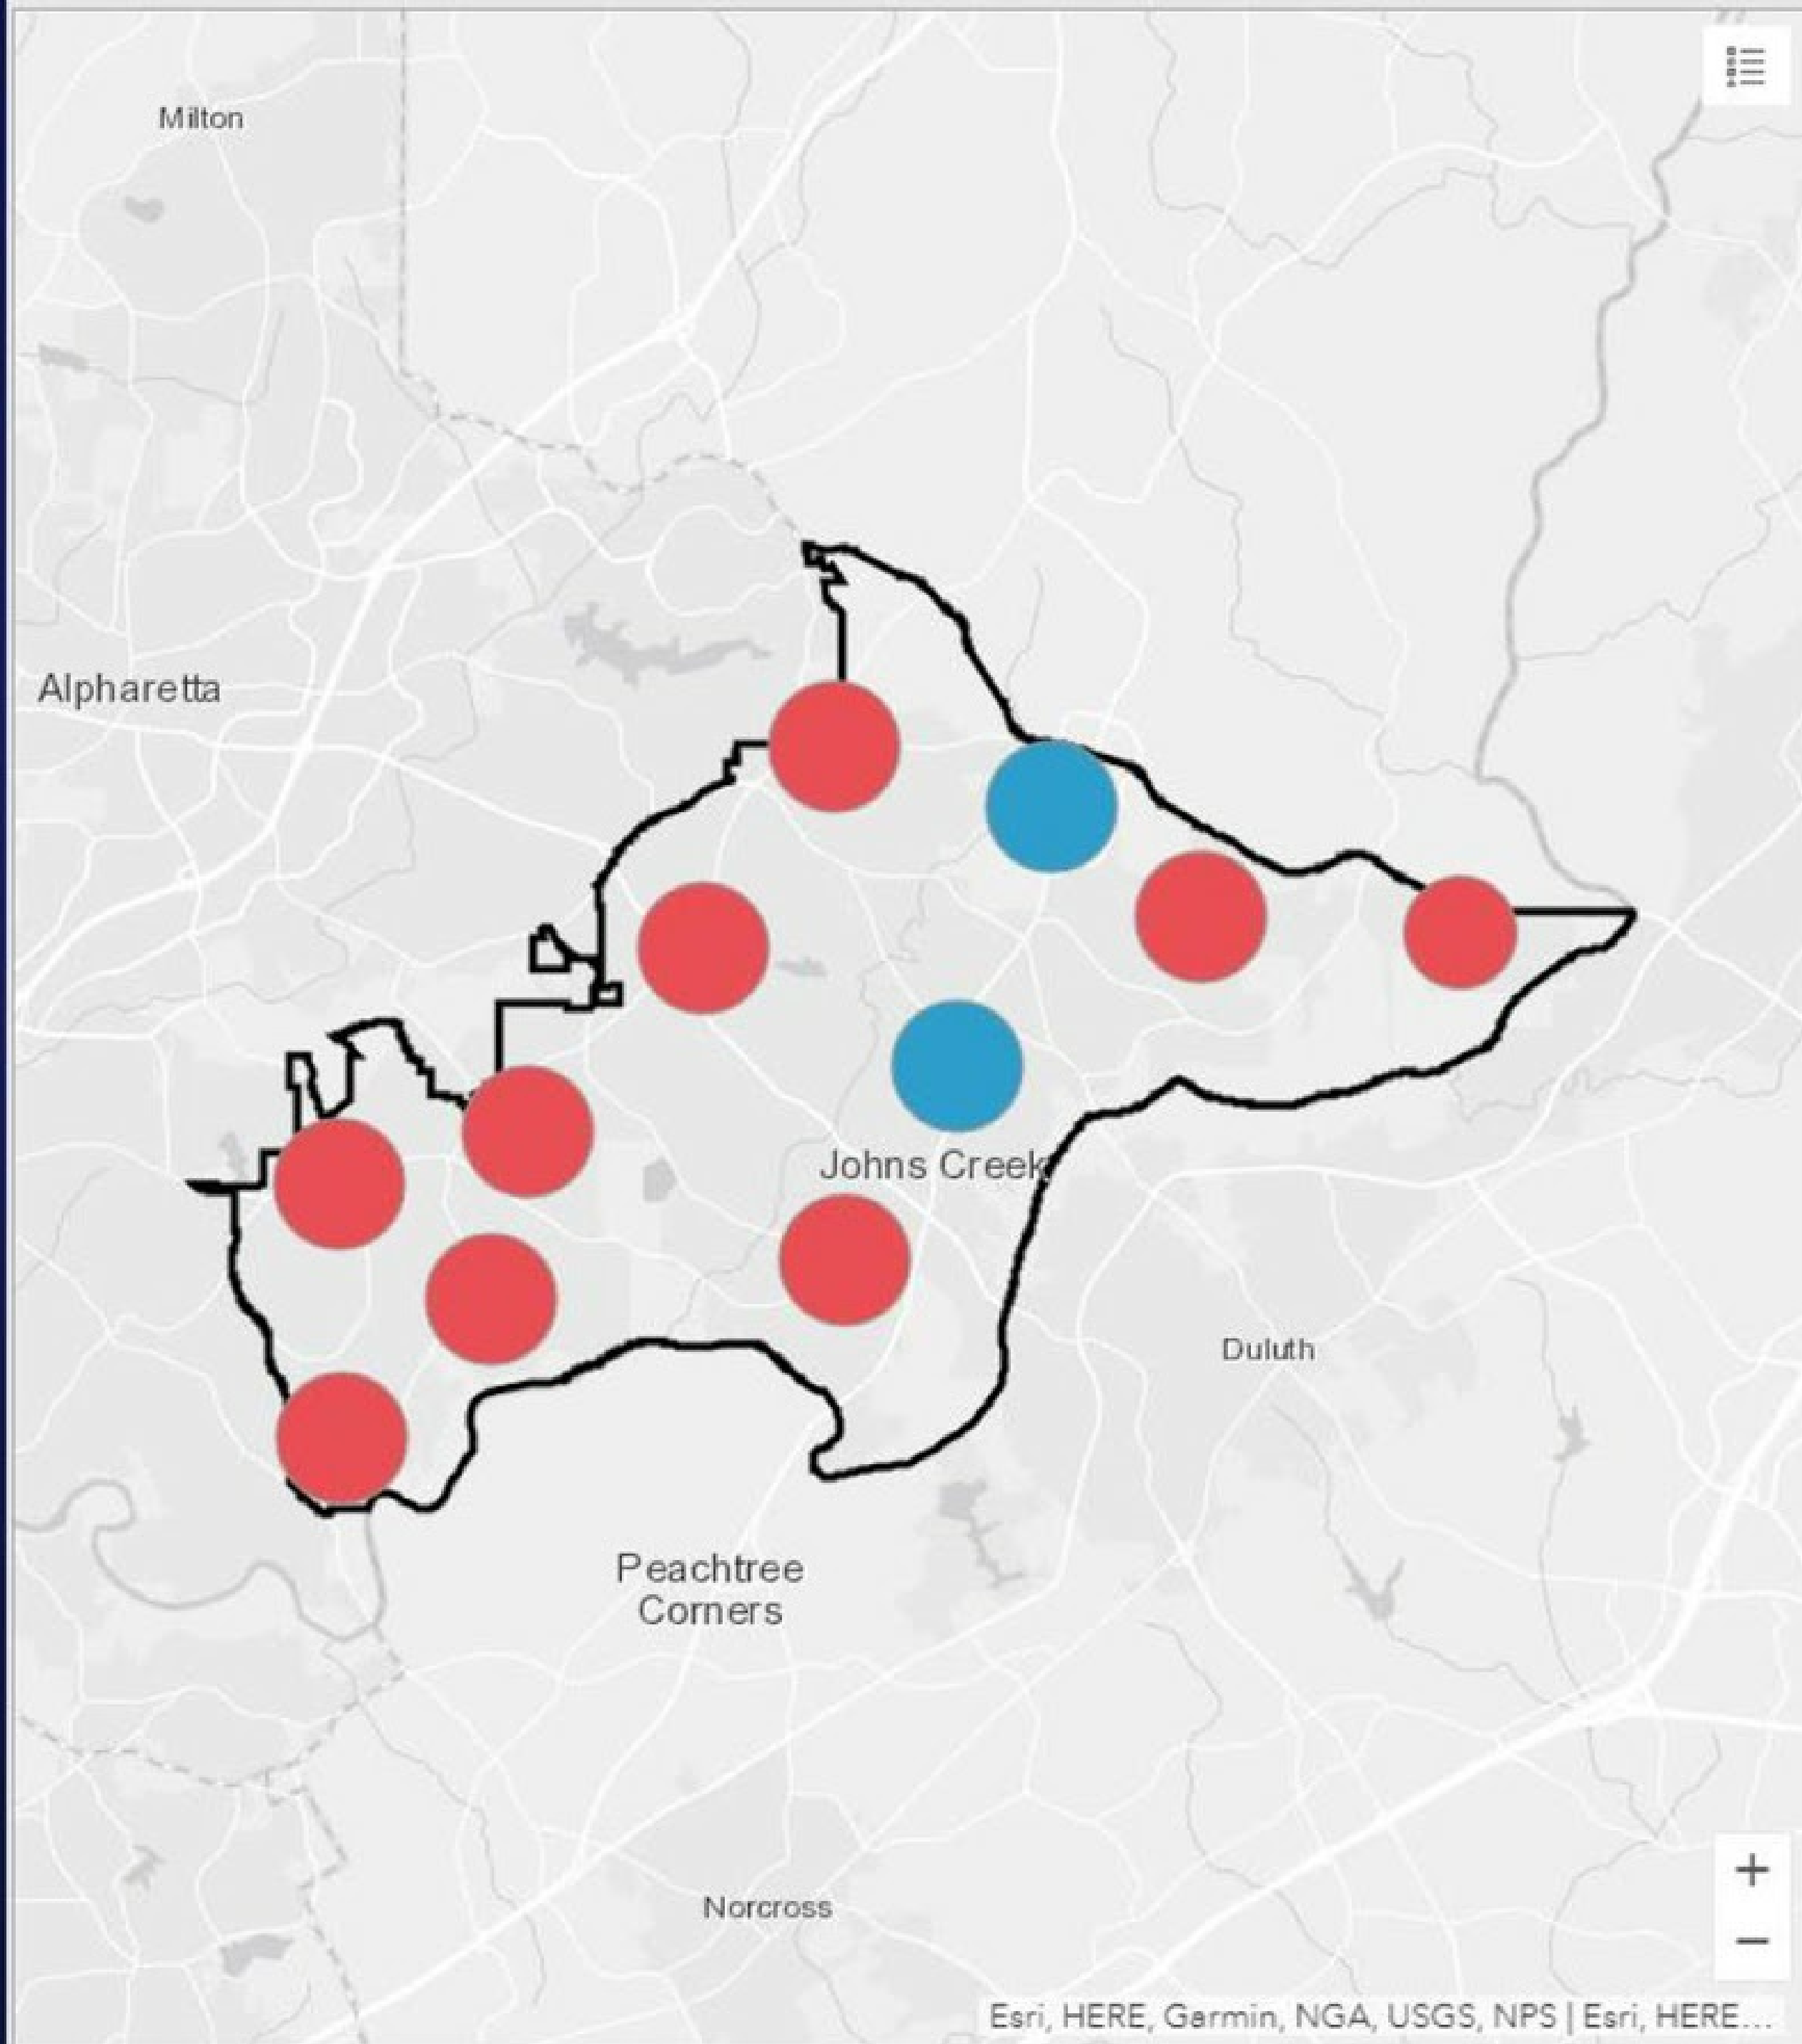 Milton
Alpharetta
Johns Creek
Duluth
Peachtree
Corners
Norcross
+
−
Esri, HERE, Garmin, NGA, USGS, NPS | Esri, HERE...